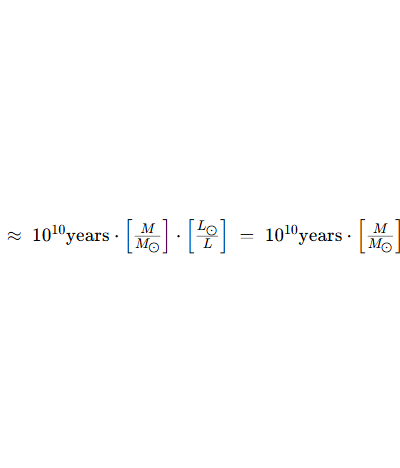 ≈ 10¹⁰years · [M/M⊙] · [L⊙/L] = 10¹⁰years · [M/M⊙]